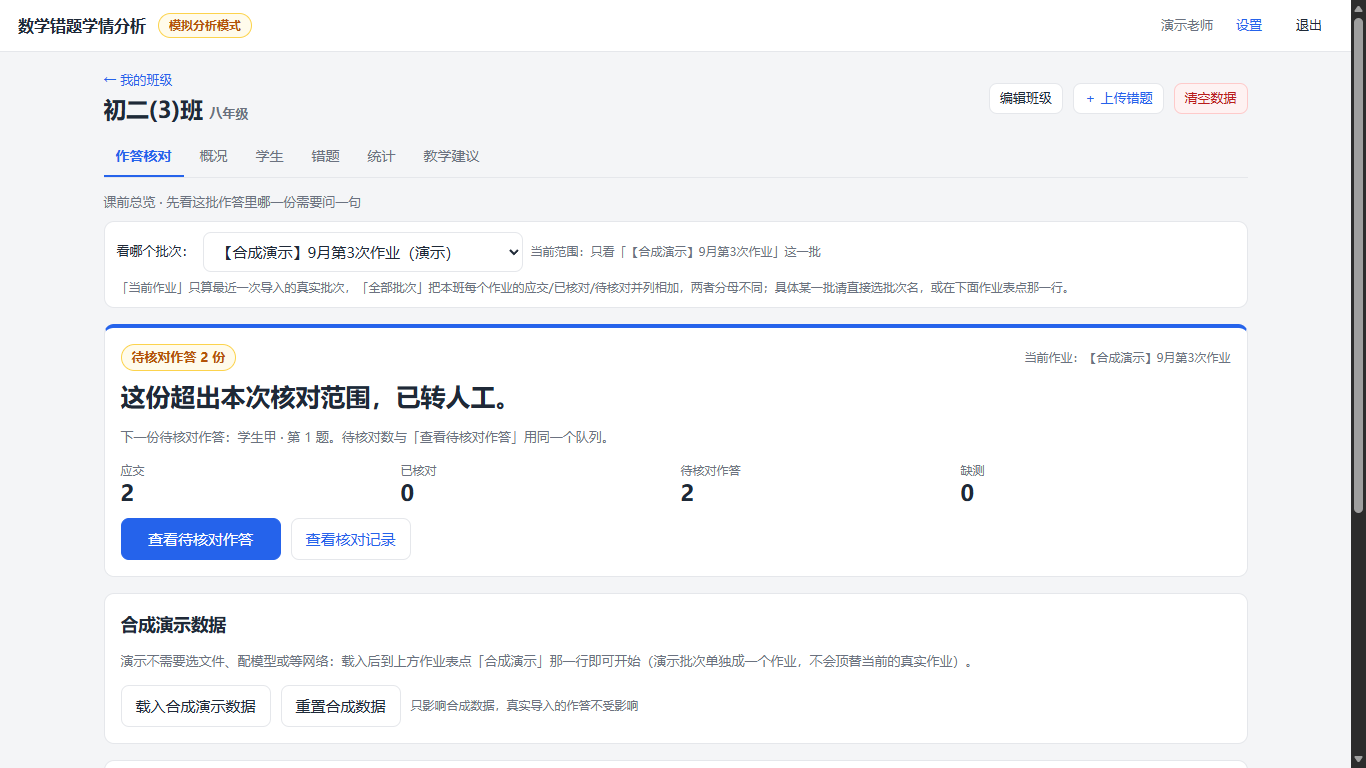 数学错题学情分析 模拟分析模式 演示老师 设置 退出
← 我的班级
初二(3)班 八年级
编辑班级 + 上传错题 清空数据
作答核对 概况 学生 错题 统计 教学建议
课前总览 · 先看这批作答里哪一份需要问一句
看哪个批次： 【合成演示】9月第3次作业（演示） 当前范围：只看「【合成演示】9月第3次作业」这一批
「当前作业」只算最近一次导入的真实批次，「全部批次」把本班每个作业的应交/已核对/待核对并列相加，两者分母不同；具体某一批请直接选批次名，或在下面作业表点那一行。
待核对作答 2 份 当前作业：【合成演示】9月第3次作业
这份超出本次核对范围，已转人工。
下一份待核对作答：学生甲 · 第 1 题。待核对数与「查看待核对作答」用同一个队列。
应交 已核对 待核对作答 缺测
2 0 2 0
查看待核对作答 查看核对记录
合成演示数据
演示不需要选文件、配模型或等网络：载入后到上方作业表点「合成演示」那一行即可开始（演示批次单独成一个作业，不会顶替当前的真实作业）。
载入合成演示数据 重置合成数据 只影响合成数据，真实导入的作答不受影响